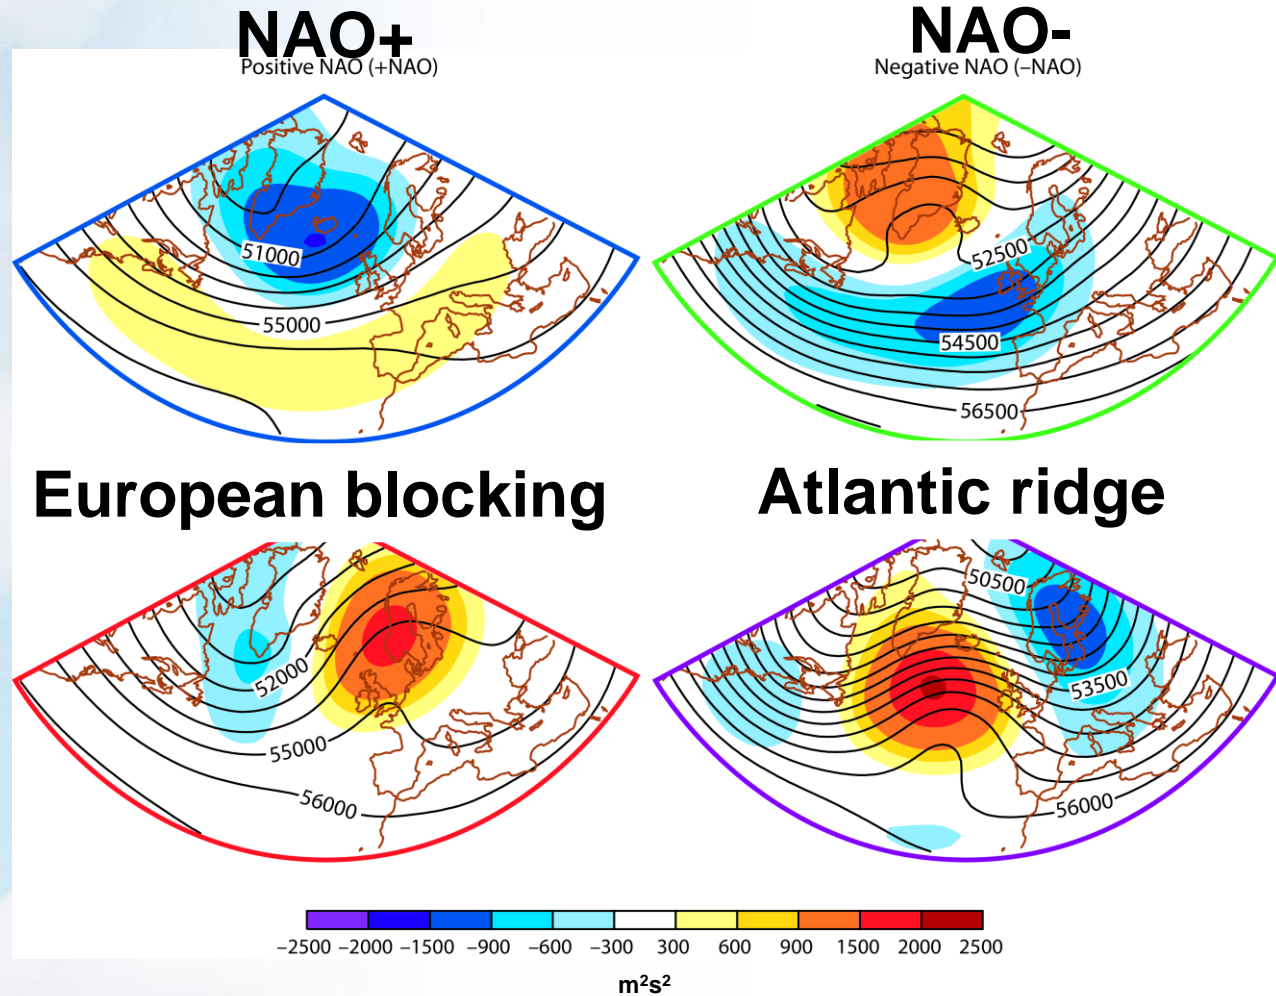 NAO+
Positive NAO (+NAO)
NAO-
Negative NAO (–NAO)
51000
55000
52500
54500
56500
European blocking
Atlantic ridge
52000
55000
56000
50500
53500
56000
–2500 –2000 –1500 –900 –600 –300 300 600 900 1500 2000 2500
m²s²